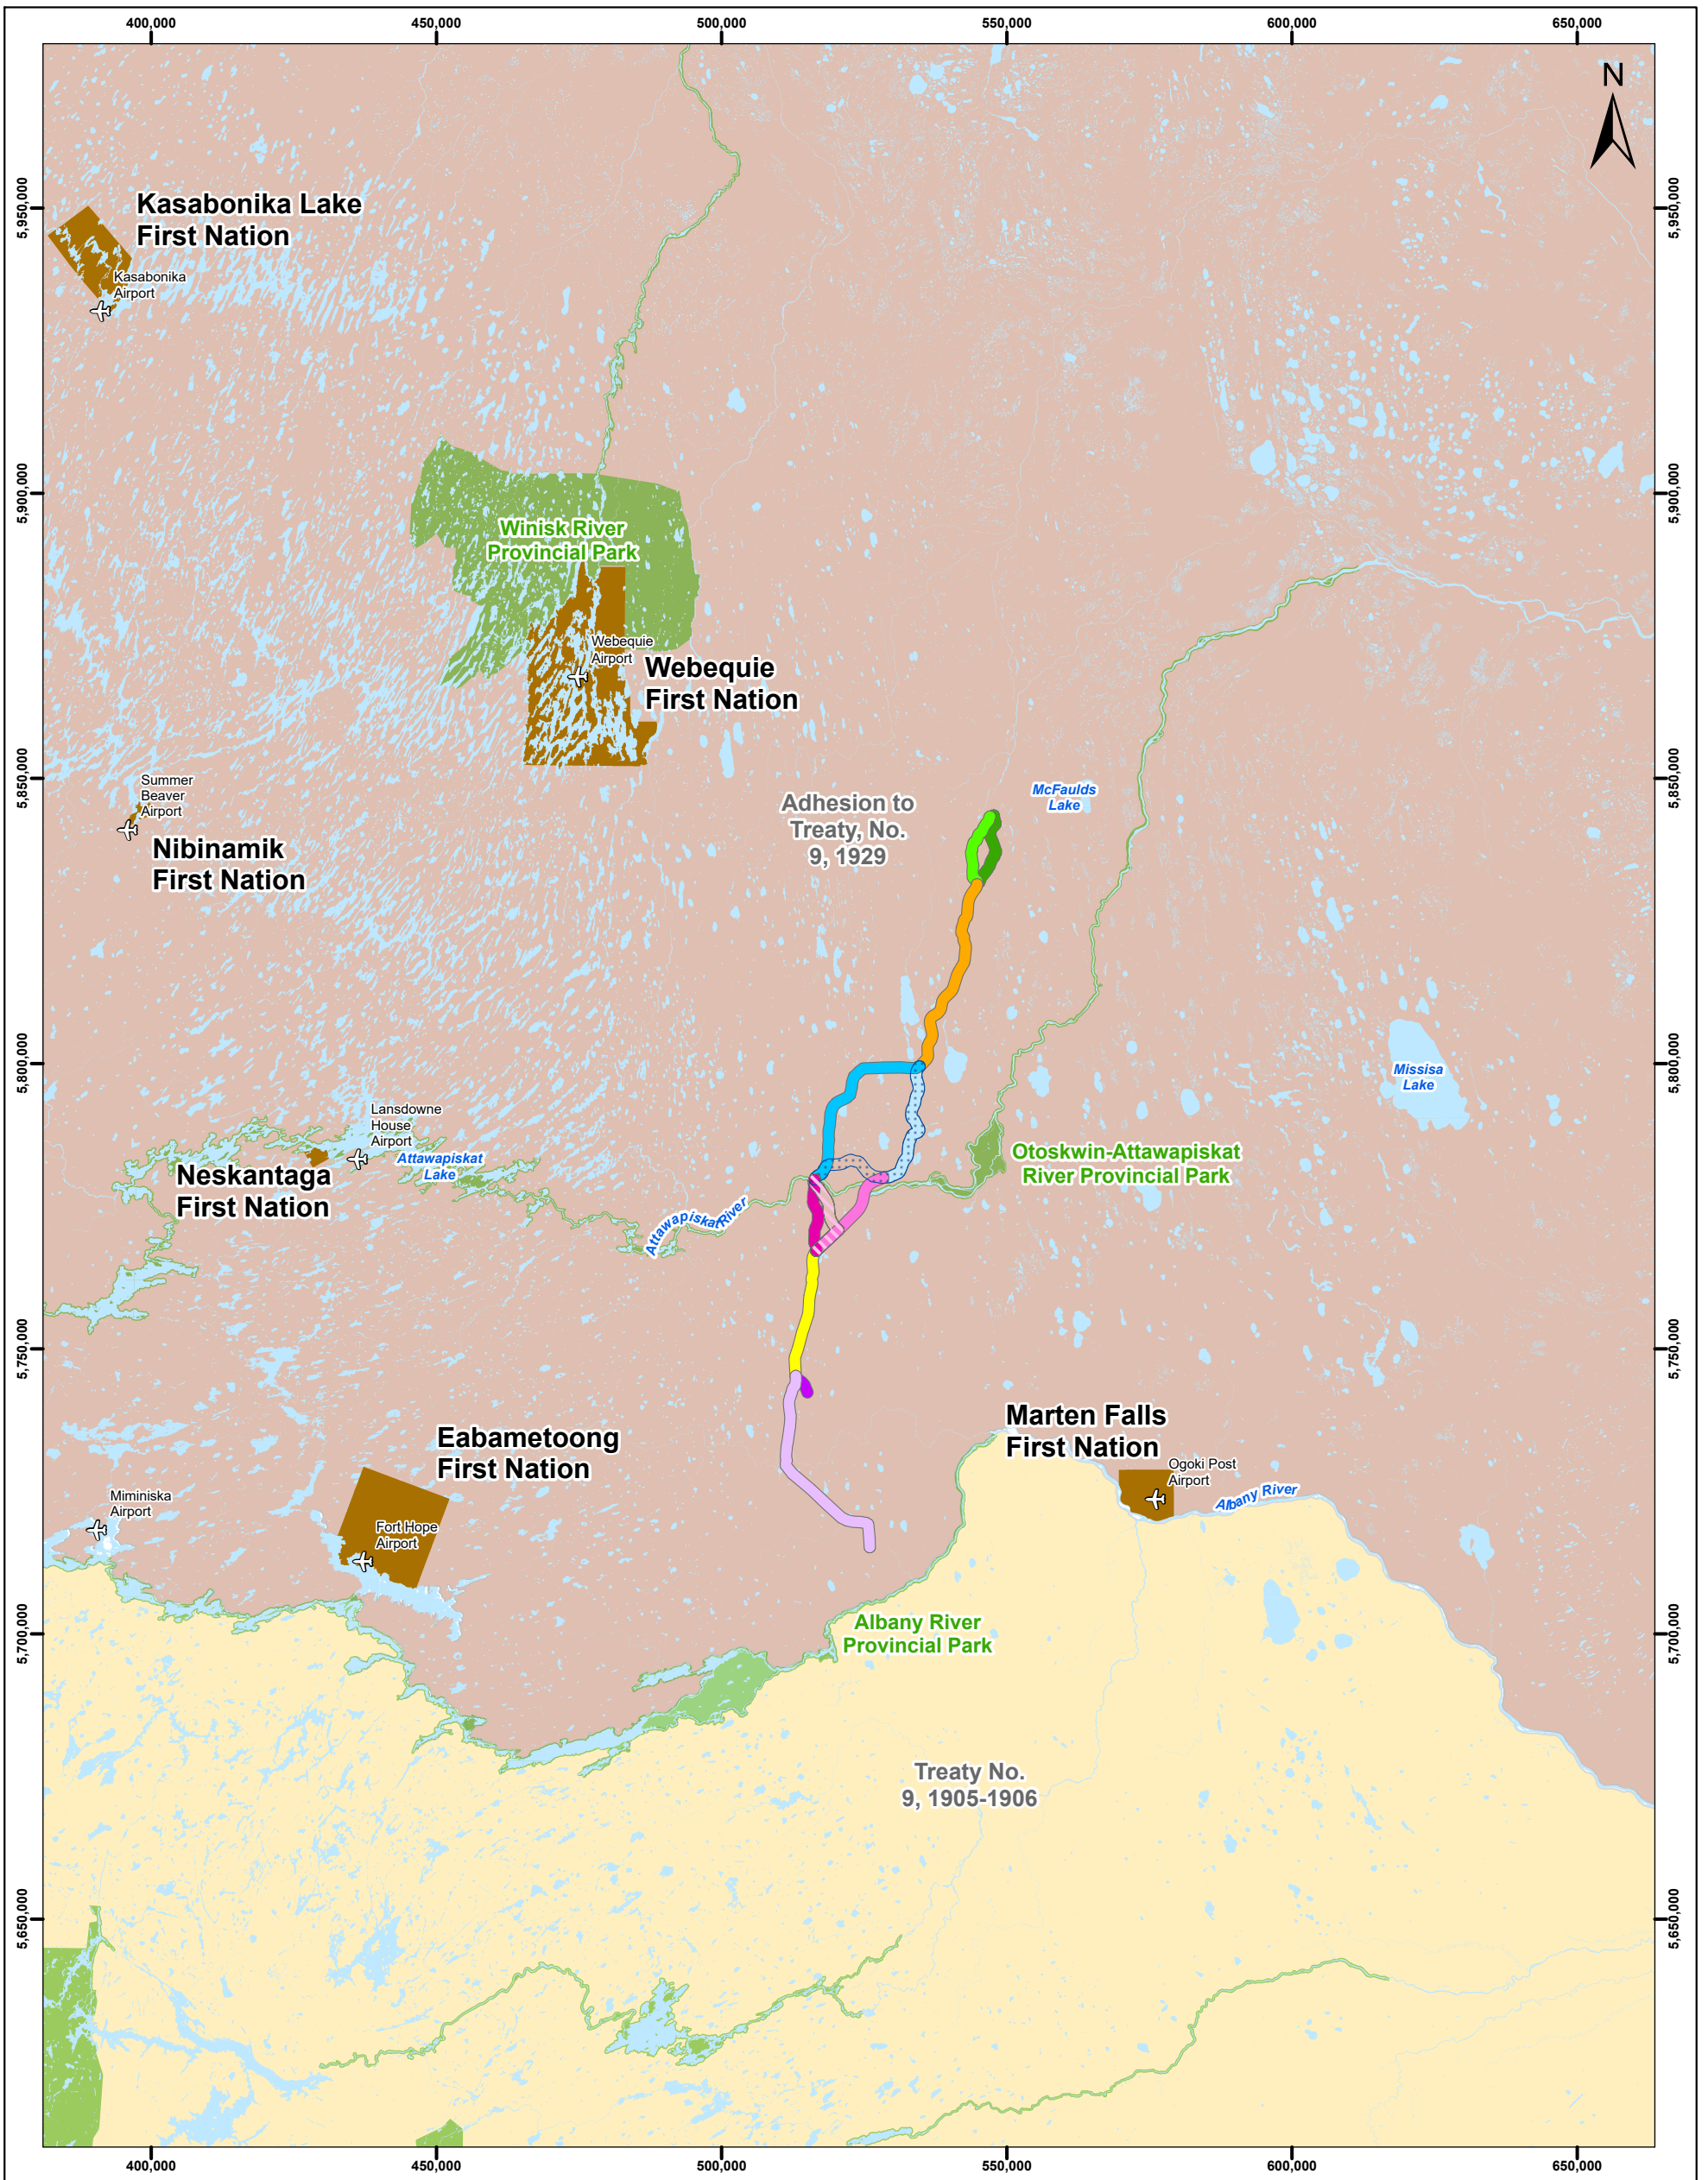 400,000
450,000
500,000
550,000
600,000
650,000
N
5,950,000
5,950,000
Kasabonika Lake
First Nation
Kasabonika
Airport
5,900,000
5,900,000
Winisk River
Provincial Park
Webequie
Airport
Webequie
First Nation
5,850,000
5,850,000
Summer
Beaver
Airport
Nibinamik
First Nation
Adhesion to
Treaty, No.
9, 1929
McFaulds
Lake
5,800,000
5,800,000
Missisa
Lake
Lansdowne
House
Airport
Attawapiskat
Lake
Neskantaga
First Nation
Attawapiskat River
Otoskwin-Attawapiskat
River Provincial Park
5,750,000
5,750,000
Eabametoong
First Nation
Marten Falls
First Nation
Ogoki Post
Airport
Albany River
Miminiska
Airport
Fort Hope
Airport
5,700,000
5,700,000
Albany River
Provincial Park
Treaty No.
9, 1905-1906
5,650,000
5,650,000
400,000
450,000
500,000
550,000
600,000
650,000